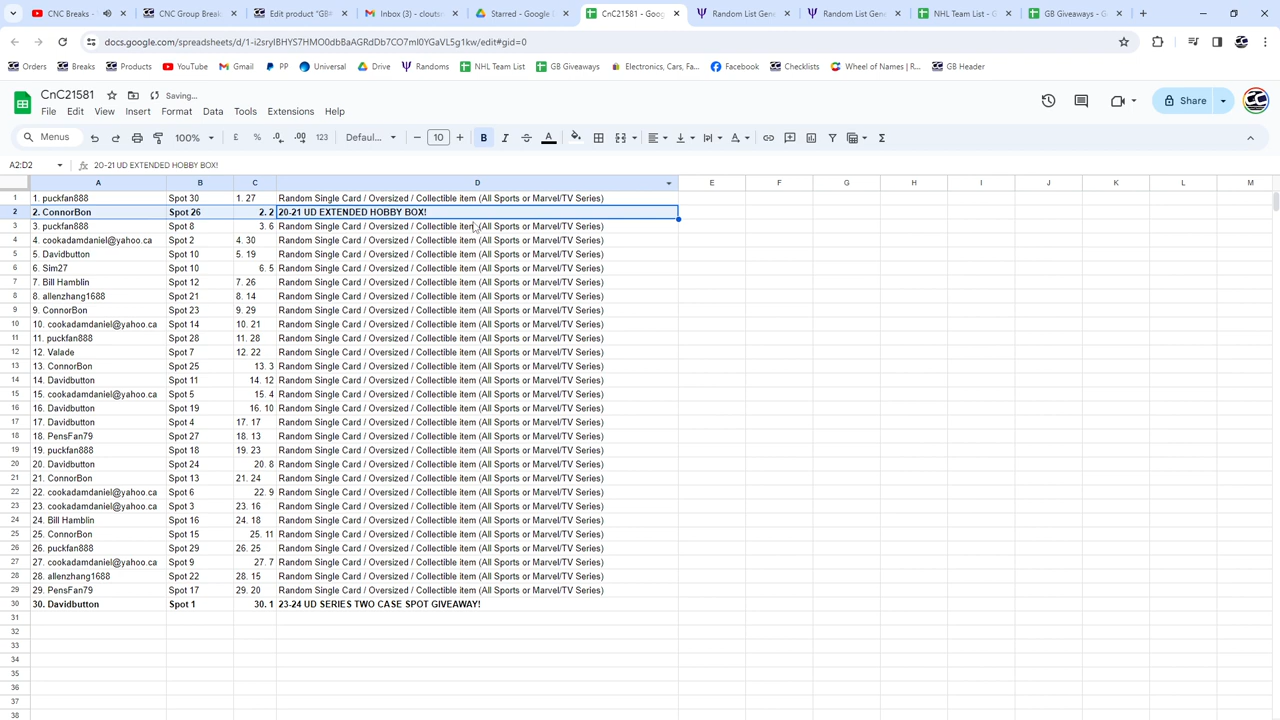 CNC Breaks -
CNC Group Break
Edit product "GB#
Inbox (3) - clouts
Starred - Google D
CnC21581 - Goog
Random List Gene
Random List Gene
NHL Team List - G
GB Giveaways - G
docs.google.com/spreadsheets/d/1-i2sryIBHYS7HMO0dbBaAGRdDb7CO7mI0YGaVL5g1kw/edit#gid=0
Orders
Breaks
Products
YouTube
Gmail
PP
Universal
Drive
Randoms
NHL Team List
GB Giveaways
Electronics, Cars, Fa...
Facebook
Checklists
Wheel of Names | R...
GB Header
CnC21581
Saving...
File
Edit
View
Insert
Format
Data
Tools
Extensions
Help
Share
Menus
100%
£
%
.0
.00
123
Defaul...
10
B
I
A
A2:D2
20-21 UD EXTENDED HOBBY BOX!
A B C D E F G H I J K L M
1 1. puckfan888 Spot 30 1. 27 Random Single Card / Oversized / Collectible item (All Sports or Marvel/TV Series)
2 2. ConnorBon Spot 26 2. 2 20-21 UD EXTENDED HOBBY BOX!
3 3. puckfan888 Spot 8 3. 6 Random Single Card / Oversized / Collectible item (All Sports or Marvel/TV Series)
4 4. cookadamdaniel@yahoo.ca Spot 2 4. 30 Random Single Card / Oversized / Collectible item (All Sports or Marvel/TV Series)
5 5. Davidbutton Spot 10 5. 19 Random Single Card / Oversized / Collectible item (All Sports or Marvel/TV Series)
6 6. Sim27 Spot 10 6. 5 Random Single Card / Oversized / Collectible item (All Sports or Marvel/TV Series)
7 7. Bill Hamblin Spot 12 7. 26 Random Single Card / Oversized / Collectible item (All Sports or Marvel/TV Series)
8 8. allenzhang1688 Spot 21 8. 14 Random Single Card / Oversized / Collectible item (All Sports or Marvel/TV Series)
9 9. ConnorBon Spot 23 9. 29 Random Single Card / Oversized / Collectible item (All Sports or Marvel/TV Series)
10 10. cookadamdaniel@yahoo.ca Spot 14 10. 21 Random Single Card / Oversized / Collectible item (All Sports or Marvel/TV Series)
11 11. puckfan888 Spot 28 11. 28 Random Single Card / Oversized / Collectible item (All Sports or Marvel/TV Series)
12 12. Valade Spot 7 12. 22 Random Single Card / Oversized / Collectible item (All Sports or Marvel/TV Series)
13 13. ConnorBon Spot 25 13. 3 Random Single Card / Oversized / Collectible item (All Sports or Marvel/TV Series)
14 14. Davidbutton Spot 11 14. 12 Random Single Card / Oversized / Collectible item (All Sports or Marvel/TV Series)
15 15. cookadamdaniel@yahoo.ca Spot 5 15. 4 Random Single Card / Oversized / Collectible item (All Sports or Marvel/TV Series)
16 16. Davidbutton Spot 19 16. 10 Random Single Card / Oversized / Collectible item (All Sports or Marvel/TV Series)
17 17. Davidbutton Spot 4 17. 17 Random Single Card / Oversized / Collectible item (All Sports or Marvel/TV Series)
18 18. PensFan79 Spot 27 18. 13 Random Single Card / Oversized / Collectible item (All Sports or Marvel/TV Series)
19 19. puckfan888 Spot 18 19. 23 Random Single Card / Oversized / Collectible item (All Sports or Marvel/TV Series)
20 20. Davidbutton Spot 24 20. 8 Random Single Card / Oversized / Collectible item (All Sports or Marvel/TV Series)
21 21. ConnorBon Spot 13 21. 24 Random Single Card / Oversized / Collectible item (All Sports or Marvel/TV Series)
22 22. cookadamdaniel@yahoo.ca Spot 6 22. 9 Random Single Card / Oversized / Collectible item (All Sports or Marvel/TV Series)
23 23. cookadamdaniel@yahoo.ca Spot 3 23. 16 Random Single Card / Oversized / Collectible item (All Sports or Marvel/TV Series)
24 24. Bill Hamblin Spot 16 24. 18 Random Single Card / Oversized / Collectible item (All Sports or Marvel/TV Series)
25 25. ConnorBon Spot 15 25. 11 Random Single Card / Oversized / Collectible item (All Sports or Marvel/TV Series)
26 26. puckfan888 Spot 29 26. 25 Random Single Card / Oversized / Collectible item (All Sports or Marvel/TV Series)
27 27. cookadamdaniel@yahoo.ca Spot 9 27. 7 Random Single Card / Oversized / Collectible item (All Sports or Marvel/TV Series)
28 28. allenzhang1688 Spot 22 28. 15 Random Single Card / Oversized / Collectible item (All Sports or Marvel/TV Series)
29 29. PensFan79 Spot 17 29. 20 Random Single Card / Oversized / Collectible item (All Sports or Marvel/TV Series)
30 30. Davidbutton Spot 1 30. 1 23-24 UD SERIES TWO CASE SPOT GIVEAWAY!
31
32
33
34
35
36
37
38